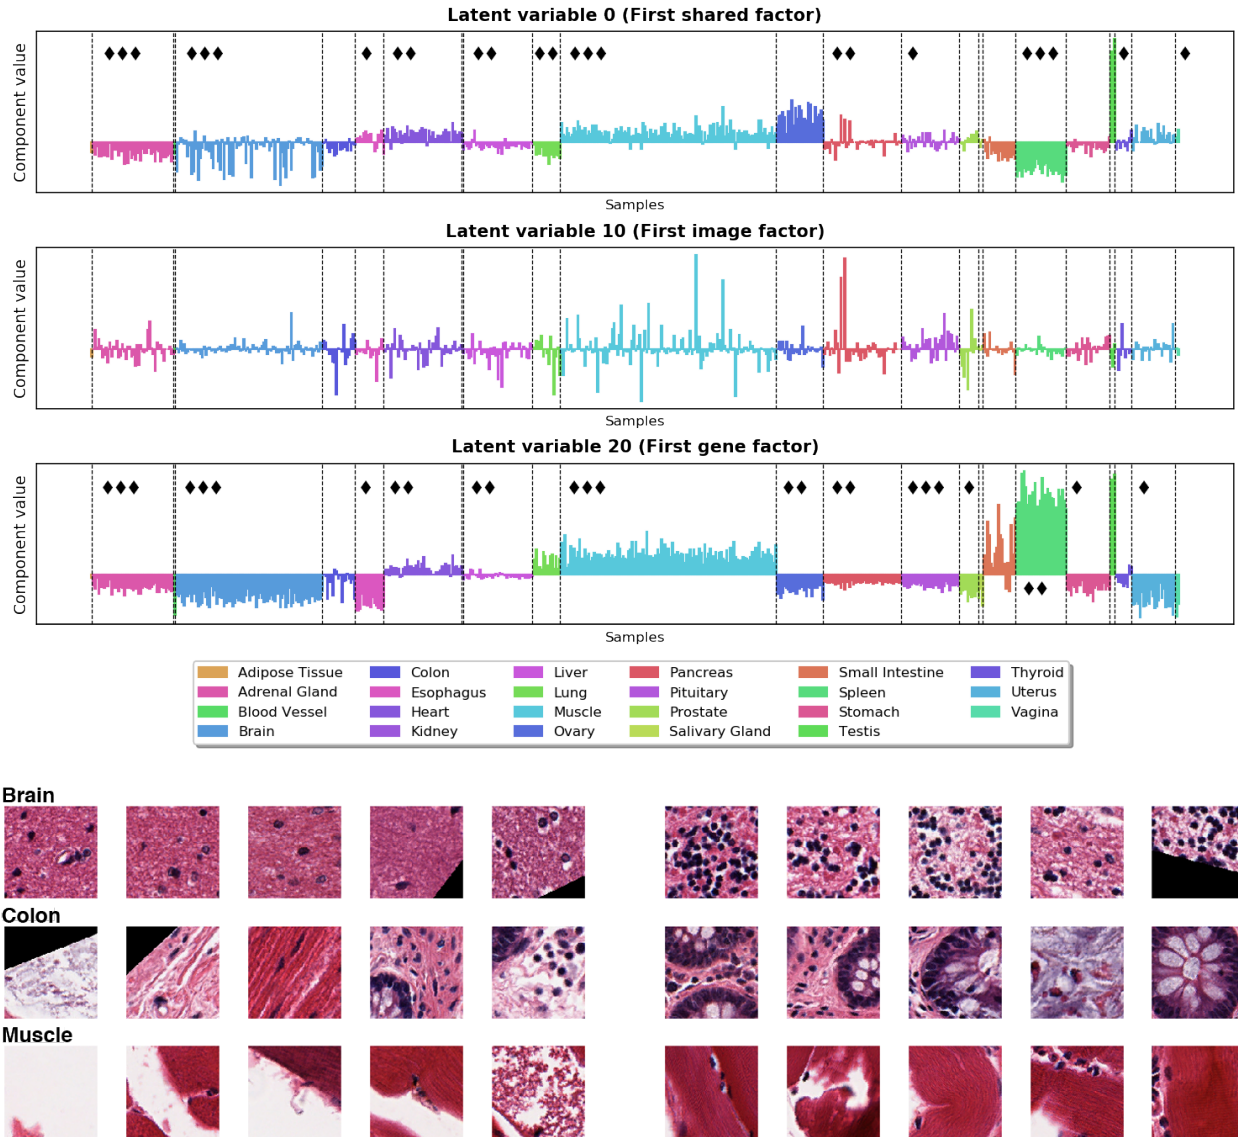 Latent variable 0 (First shared factor)
Component value
Samples
Latent variable 10 (First image factor)
Component value
Samples
Latent variable 20 (First gene factor)
Component value
Samples
Adipose Tissue Colon Liver Pancreas Small Intestine Thyroid
Adrenal Gland Esophagus Lung Pituitary Spleen Uterus
Blood Vessel Heart Muscle Prostate Stomach Vagina
Brain Kidney Ovary Salivary Gland Testis
Brain
Colon
Muscle